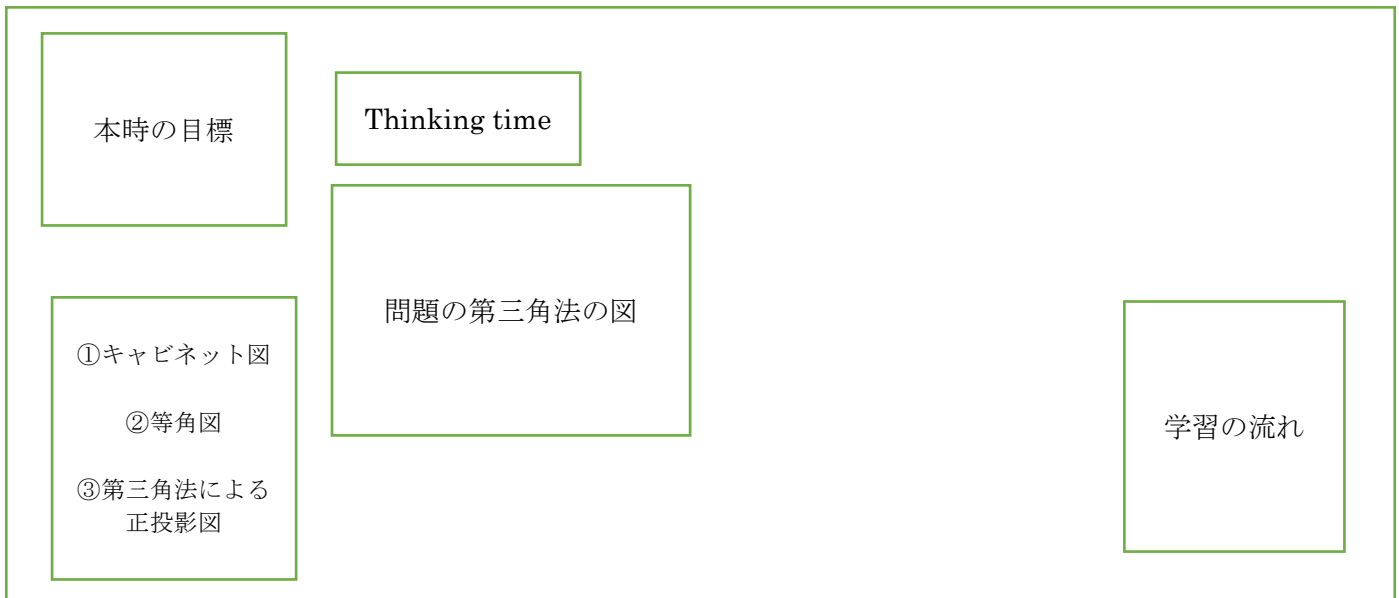 本時の目標
Thinking time
問題の第三角法の図
①キャビネット図
②等角図
③第三角法による
正投影図
学習の流れ